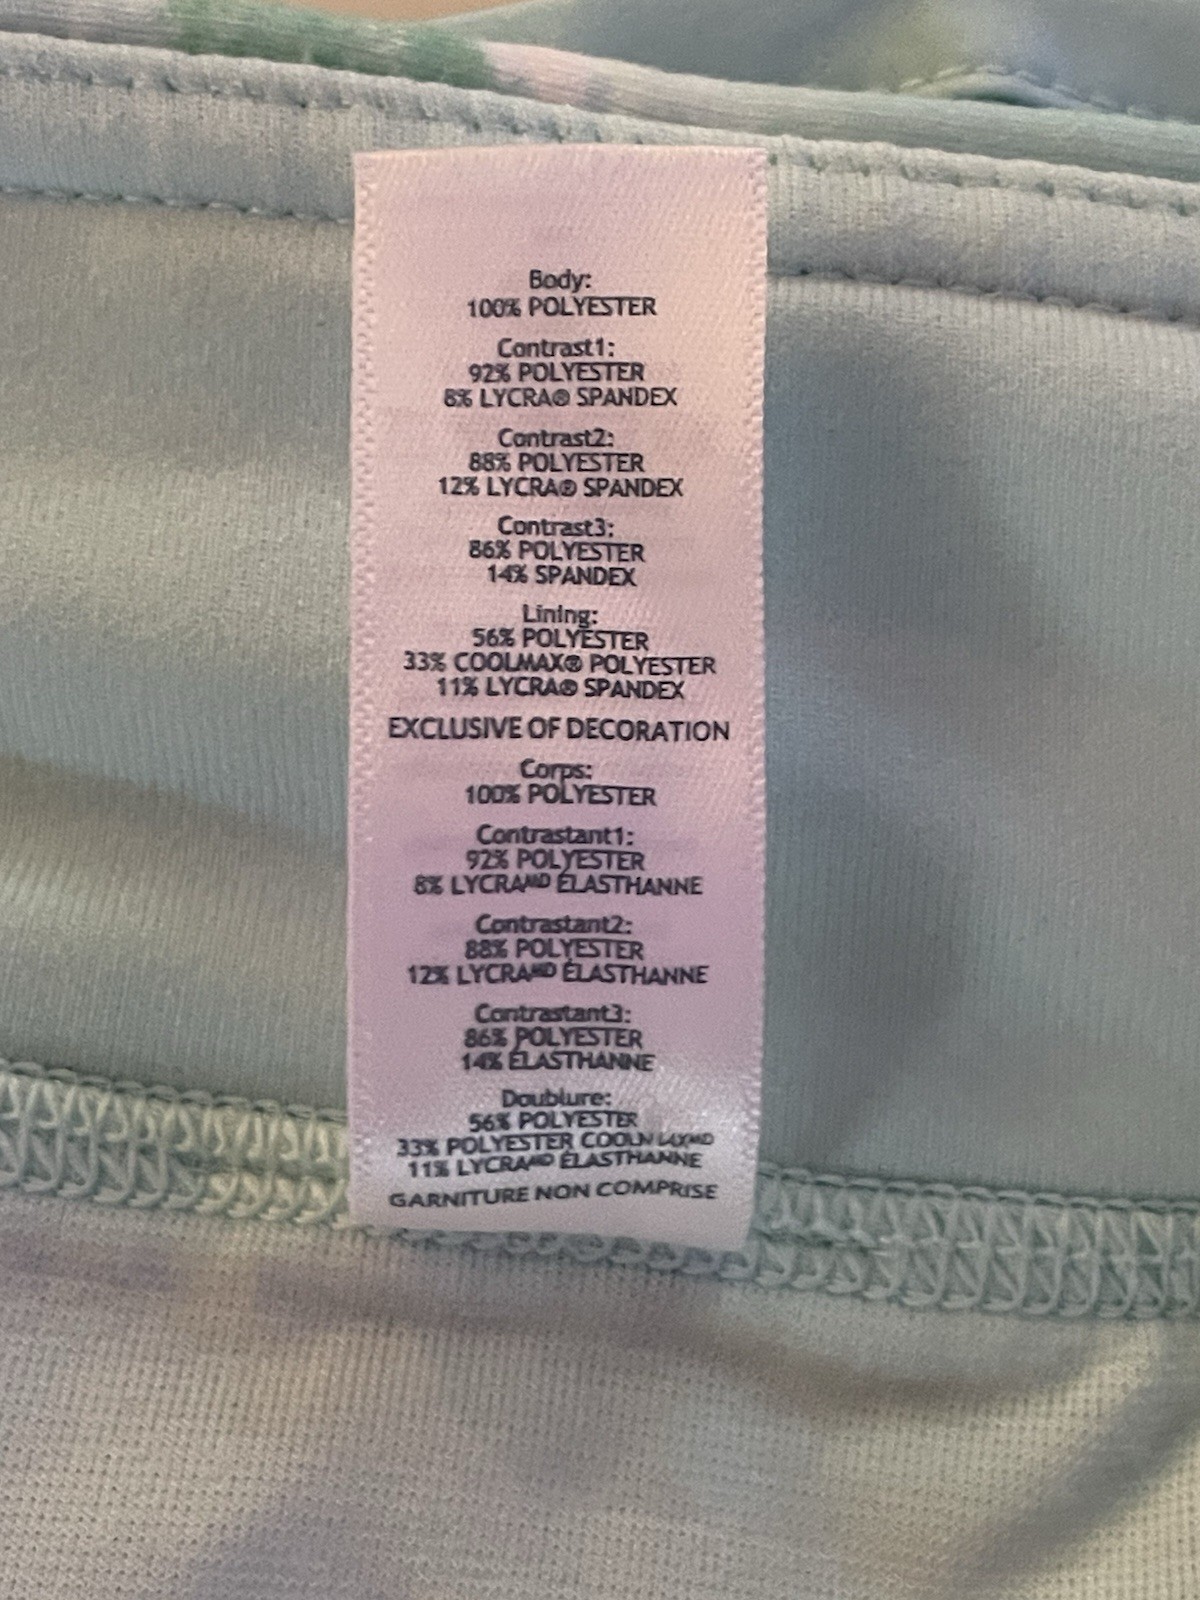 Body:
100% POLYESTER
Contrast1:
92% POLYESTER
8% LYCRA® SPANDEX
Contrast2:
88% POLYESTER
12% LYCRA® SPANDEX
Contrast3:
86% POLYESTER
14% SPANDEX
Lining:
56% POLYESTER
33% COOLMAX® POLYESTER
11% LYCRA® SPANDEX
EXCLUSIVE OF DECORATION
Corps:
100% POLYESTER
Contrastant1:
92% POLYESTER
8% LYCRAᴹᴰ ÉLASTHANNE
Contrastant2:
88% POLYESTER
12% LYCRAᴹᴰ ÉLASTHANNE
Contrastant3:
86% POLYESTER
14% ÉLASTHANNE
Doublure:
56% POLYESTER
33% POLYESTER COOLMAXᴹᴰ
11% LYCRAᴹᴰ ÉLASTHANNE
GARNITURE NON COMPRISE